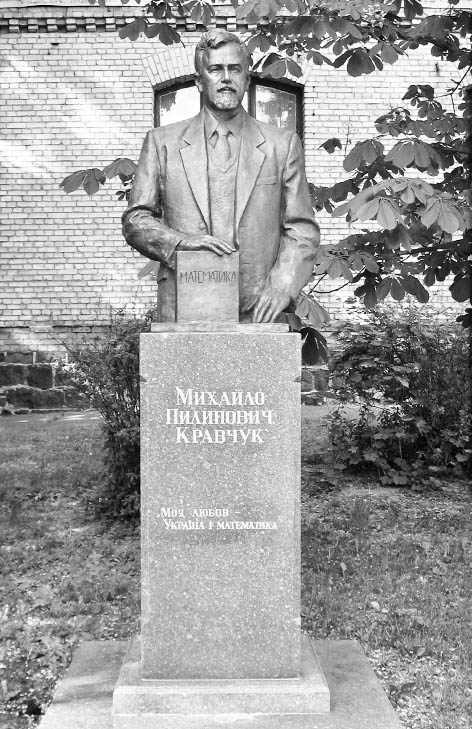 МАТЕМАТИКА
Михайло
Пилипович
Кравчук
Моя любов
Україна і математика